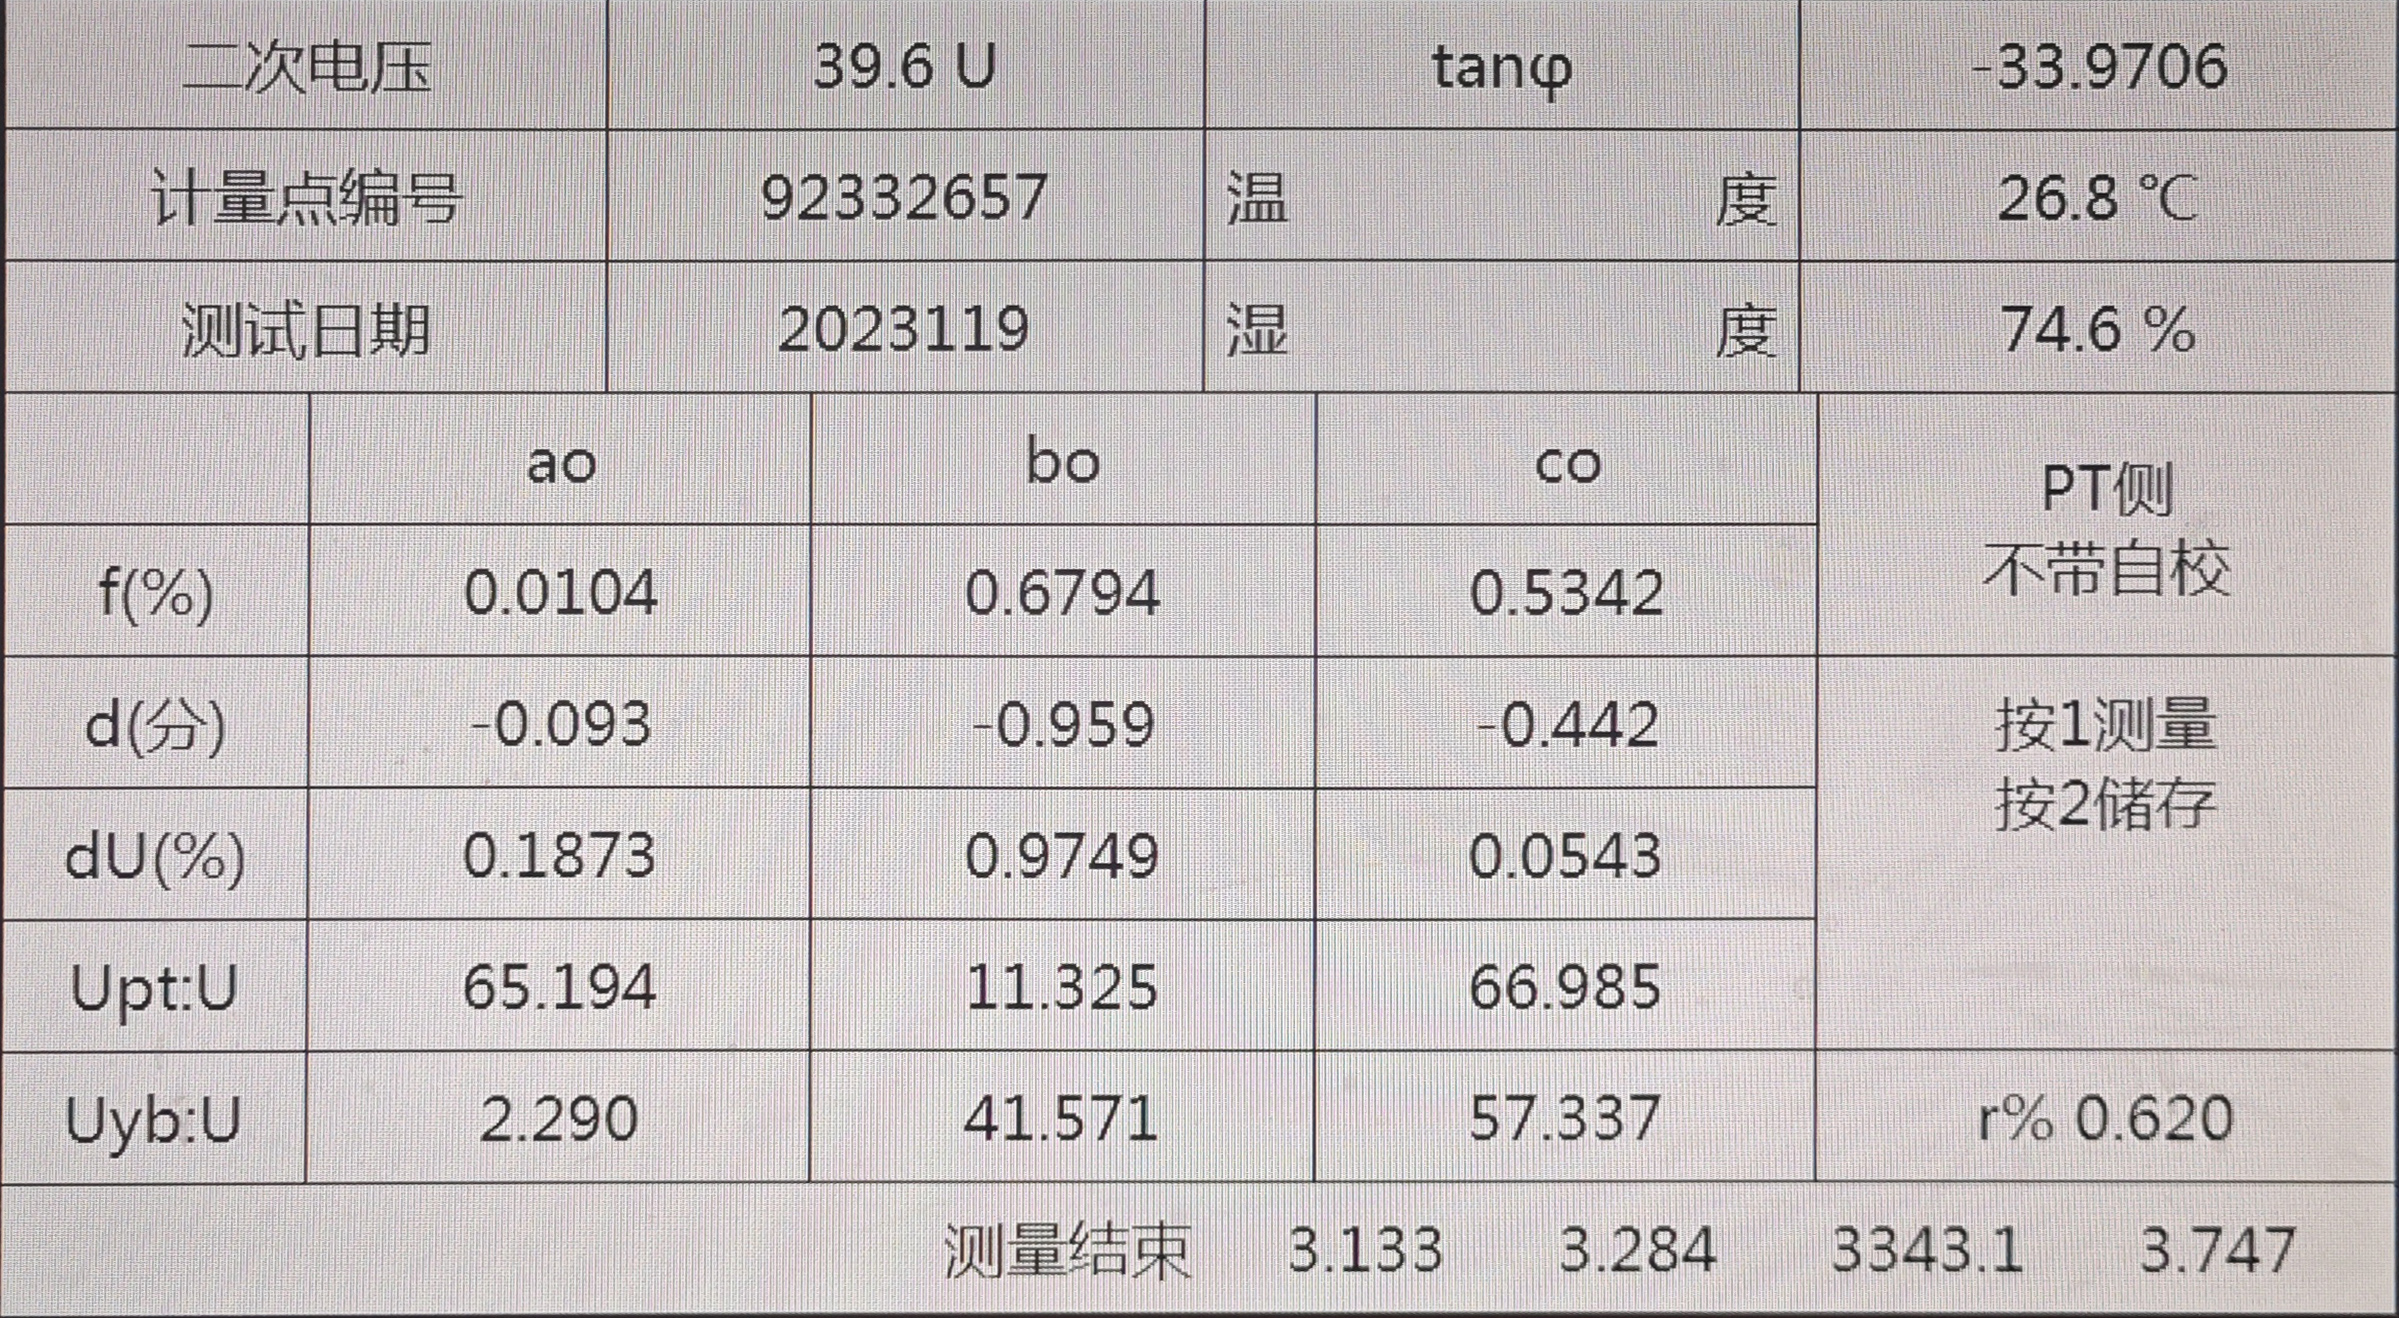 二次电压 39.6 U tanφ -33.9706
计量点编号 92332657 温 度 26.8 ℃
测试日期 2023119 湿 度 74.6 %
ao bo co PT侧
不带自校
f(%) 0.0104 0.6794 0.5342
d(分) -0.093 -0.959 -0.442 按1测量
按2储存
dU(%) 0.1873 0.9749 0.0543
Upt:U 65.194 11.325 66.985
Uyb:U 2.290 41.571 57.337 r% 0.620
测量结束 3.133 3.284 3343.1 3.747